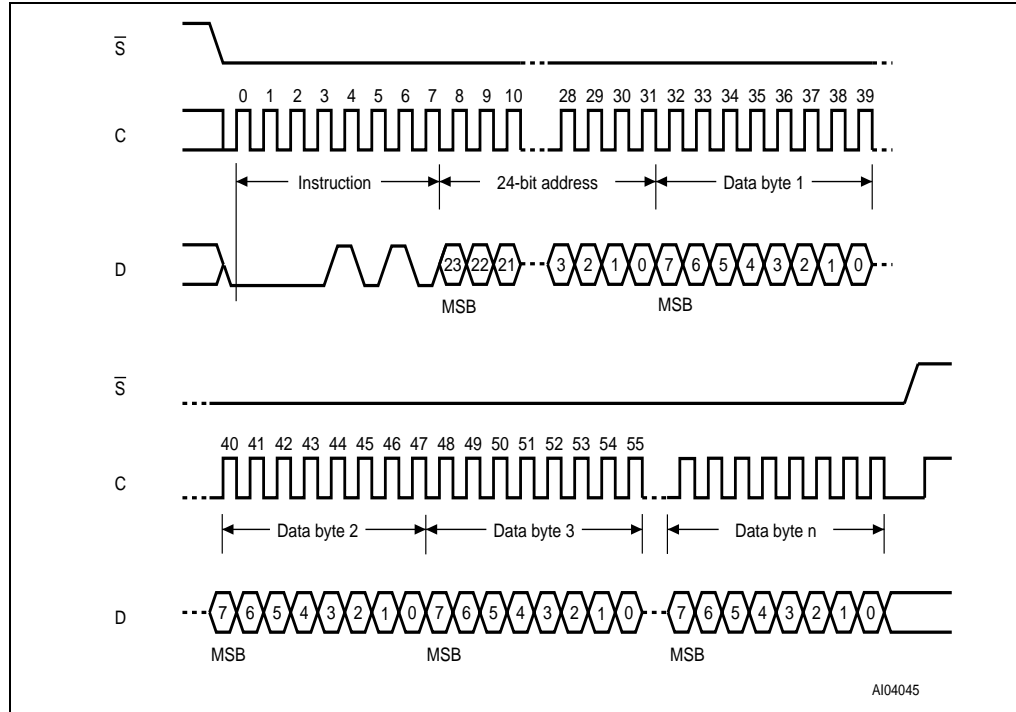 S
0 1 2 3 4 5 6 7 8 9 10 28 29 30 31 32 33 34 35 36 37 38 39
C
Instruction 24-bit address Data byte 1
D 23 22 21 3 2 1 0 7 6 5 4 3 2 1 0
MSB MSB
S
40 41 42 43 44 45 46 47 48 49 50 51 52 53 54 55
C
Data byte 2 Data byte 3 Data byte n
D 7 6 5 4 3 2 1 0 7 6 5 4 3 2 1 0 7 6 5 4 3 2 1 0
MSB MSB MSB
AI04045